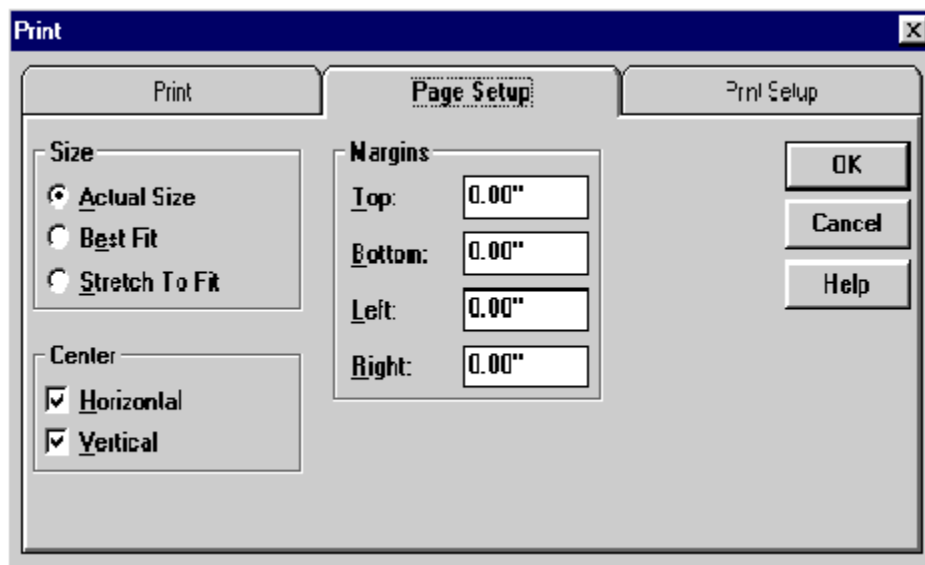 Print
Print Page Setup Print Setup
Size
Actual Size
Best Fit
Stretch To Fit
Center
Horizontal
Vertical
Margins
Top: 0.00"
Bottom: 0.00"
Left: 0.00"
Right: 0.00"
OK
Cancel
Help